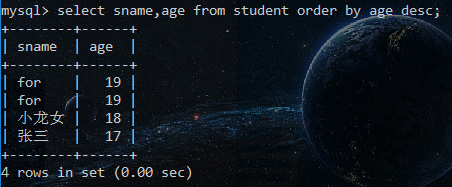 mysql> select sname,age from student order by age desc;
+--------+------+
| sname  | age  |
+--------+------+
| for    |   19 |
| for    |   19 |
| 小龙女 |   18 |
| 张三   |   17 |
+--------+------+
4 rows in set (0.00 sec)